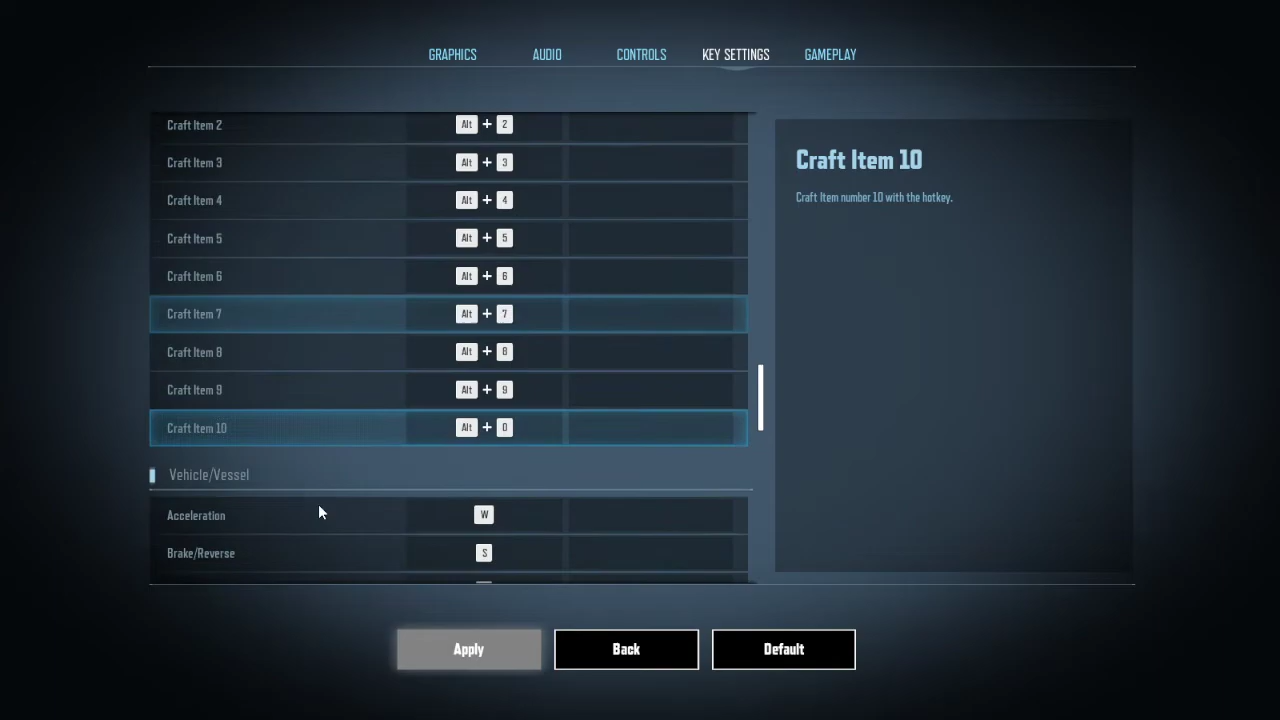 GRAPHICS AUDIO CONTROLS KEY SETTINGS GAMEPLAY
Craft Item 2 Alt + 2
Craft Item 3 Alt + 3
Craft Item 4 Alt + 4
Craft Item 5 Alt + 5
Craft Item 6 Alt + 6
Craft Item 7 Alt + 7
Craft Item 8 Alt + 8
Craft Item 9 Alt + 9
Craft Item 10 Alt + 0
Vehicle/Vessel
Acceleration W
Brake/Reverse S
Craft Item 10
Craft Item number 10 with the hotkey.
Apply Back Default